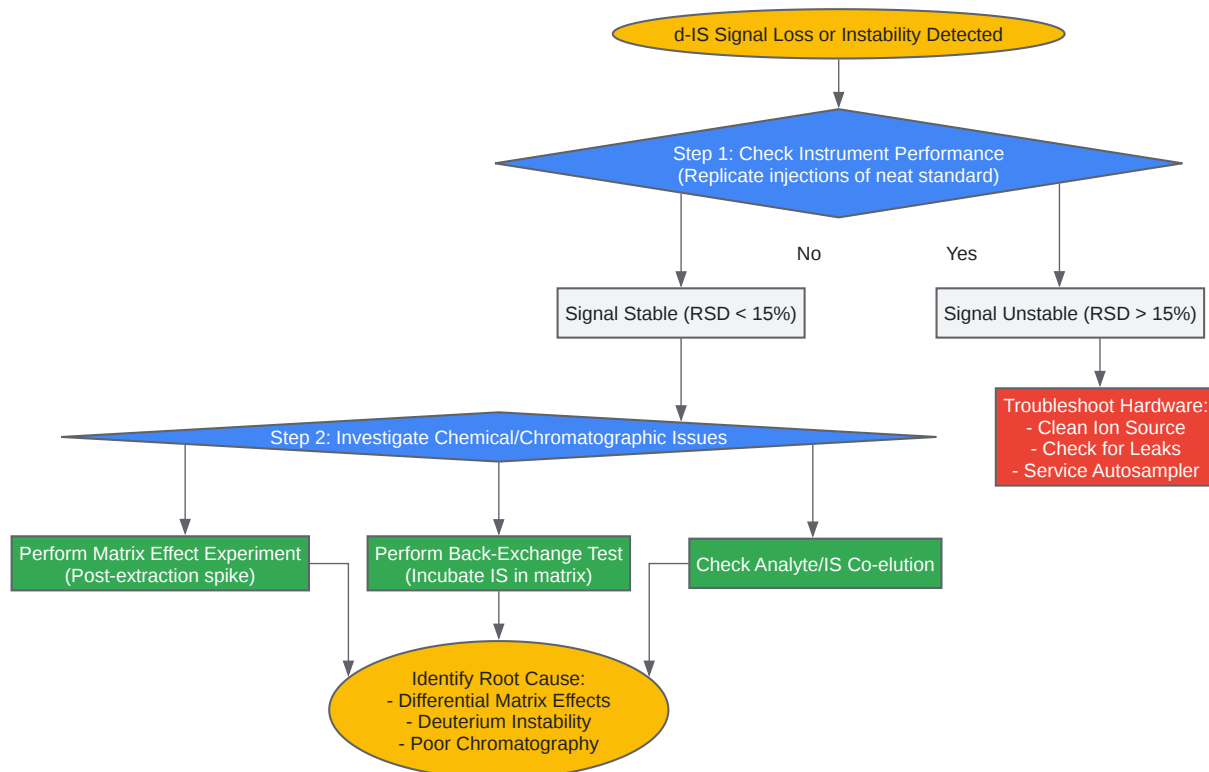 d-IS Signal Loss or Instability Detected
Step 1: Check Instrument Performance
(Replicate injections of neat standard)
No
Yes
Signal Stable (RSD < 15%)
Signal Unstable (RSD > 15%)
Troubleshoot Hardware:
- Clean Ion Source
- Check for Leaks
- Service Autosampler
Step 2: Investigate Chemical/Chromatographic Issues
Perform Matrix Effect Experiment
(Post-extraction spike)
Perform Back-Exchange Test
(Incubate IS in matrix)
Check Analyte/IS Co-elution
Identify Root Cause:
- Differential Matrix Effects
- Deuterium Instability
- Poor Chromatography